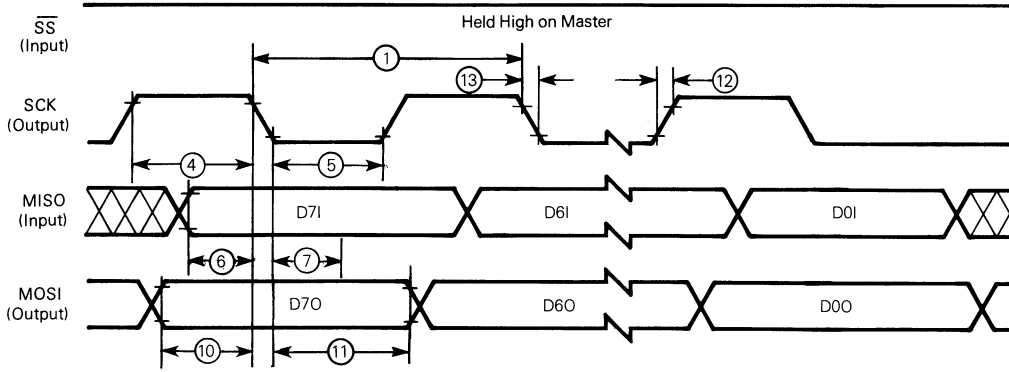 SS
(Input)
Held High on Master
1
13
12
SCK
(Output)
4
5
MISO
(Input)
D7I
D6I
D0I
6
7
MOSI
(Output)
D7O
D6O
D0O
10
11